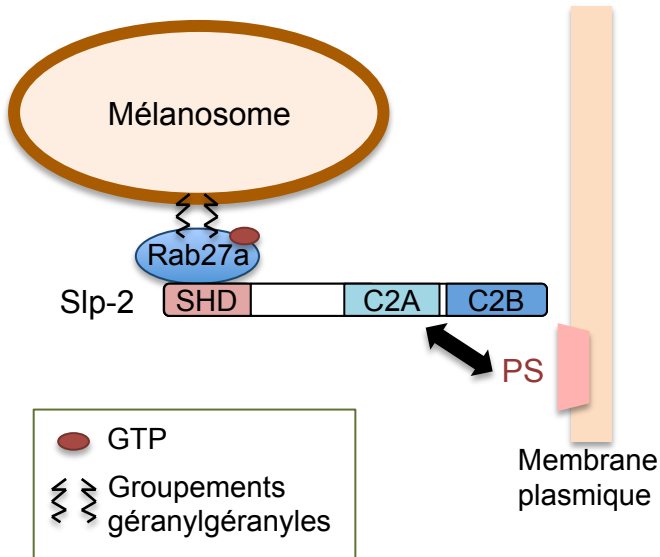 Mélanosome
Rab27a
Slp-2
SHD
C2A
C2B
PS
GTP
Groupements
géranylgéranyles
Membrane
plasmique